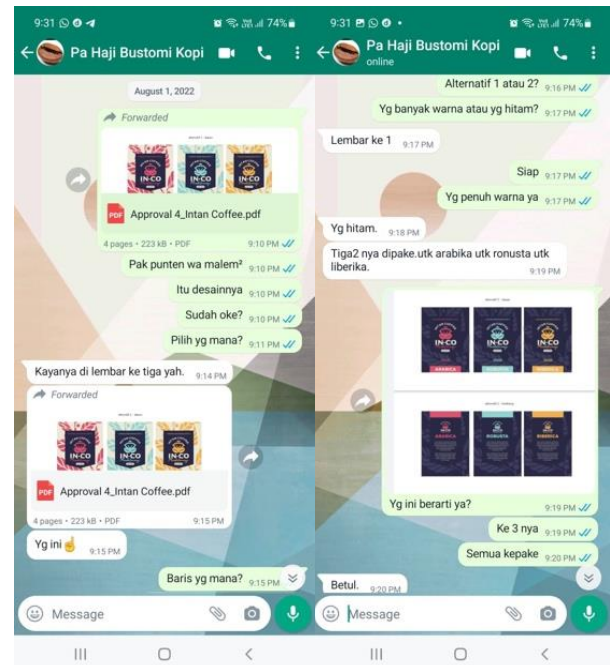 9:31
74%
Pa Haji Bustomi Kopi
August 1, 2022
Forwarded
IN-CO
IN-CO
IN-CO
PDF
Approval 4_Intan Coffee.pdf
4 pages • 223 kB • PDF
9:10 PM
Pak punten wa malem²
9:10 PM
Itu desainnya
9:10 PM
Sudah oke?
9:10 PM
Pilih yg mana?
9:11 PM
Kayanya di lembar ke tiga yah.
9:14 PM
Forwarded
IN-CO
IN-CO
IN-CO
PDF
Approval 4_Intan Coffee.pdf
4 pages • 223 kB • PDF
9:15 PM
Yg ini☝
9:15 PM
Baris yg mana?
9:15 PM
Message
9:31
74%
Pa Haji Bustomi Kopi
online
Alternatif 1 atau 2?
9:16 PM
Yg banyak warna atau yg hitam?
9:17 PM
Lembar ke 1
9:17 PM
Siap
9:17 PM
Yg penuh warna ya
9:17 PM
Yg hitam.
9:18 PM
Tiga2 nya dipake.utk arabika utk ronusta utk
liberika.
9:19 PM
IN-CO
IN-CO
IN-CO
ARABICA
ROBUSTA
ARABICA
ROBUSTA
Yg ini berarti ya?
9:19 PM
Ke 3 nya
9:19 PM
Semua kepake
9:20 PM
Betul.
9:20 PM
Message